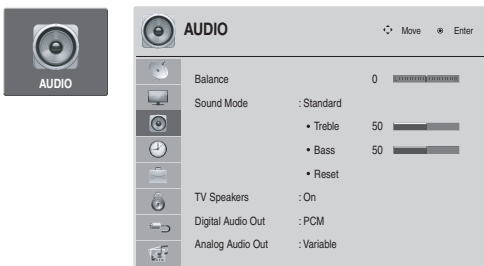 AUDIO
AUDIO
Move Enter
Balance 0
Sound Mode : Standard
• Treble 50
• Bass 50
• Reset
TV Speakers : On
Digital Audio Out : PCM
Analog Audio Out : Variable